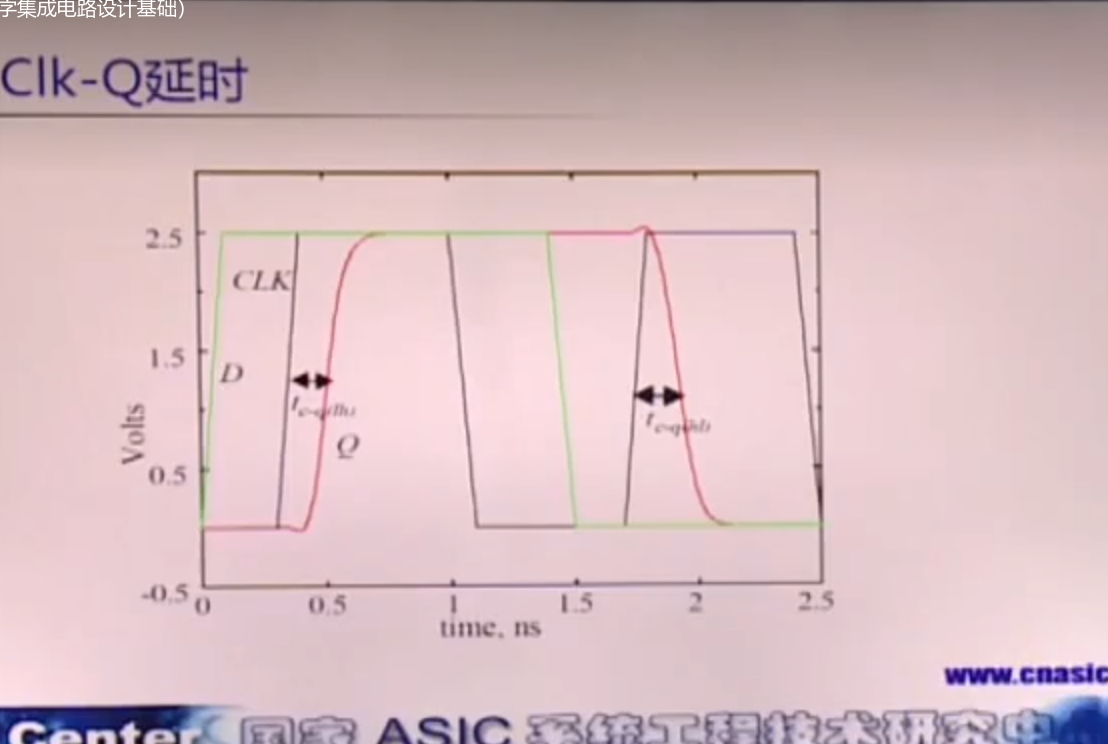 字集成电路设计基础)
Clk-Q延时
2.5
CLK
1.5
D
t_{c-q(lh)}
t_{c-q(hl)}
Volts
Q
0.5
-0.5
0 0.5 1 1.5 2 2.5
time, ns
www.cnasic
Center 国家 ASIC 系统工程技术研究中